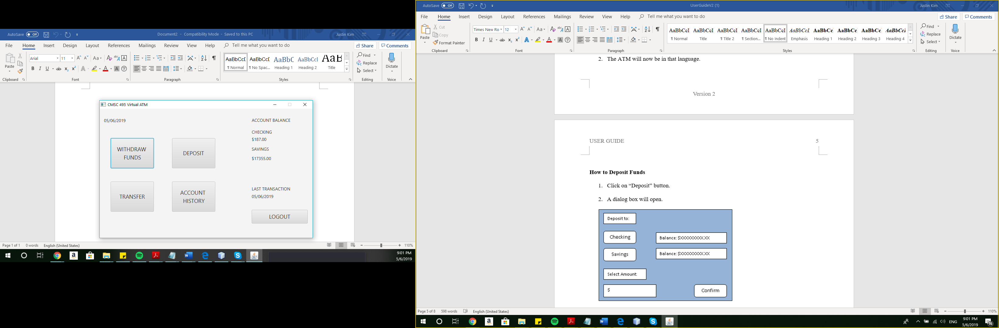 AutoSave Off
Document2 - Compatibility Mode - Saved to this PC
Justin Kim
File Home Insert Design Layout References Mailings Review View Help Tell me what you want to do
Share Comments
Paste
Clipboard
Arial 11
Font
Paragraph
AaBbCcD AaBbCcD AaBbC AaBbCcI AaB
¶ Normal ¶ No Spac... Heading 1 Heading 2 Title
Styles
Find
Replace
Select
Editing
Dictate
Voice
CMSC 495 Virtual ATM
05/06/2019
WITHDRAW
FUNDS
DEPOSIT
TRANSFER
ACCOUNT
HISTORY
ACCOUNT BALANCE
CHECKING
$187.00
SAVINGS
$17355.00
LAST TRANSACTION
05/06/2019
LOGOUT
Page 1 of 1 0 words English (United States)
110%
9:01 PM
5/6/2019
AutoSave Off
UserGuideV2 (1)
Justin Kim
File Home Insert Design Layout References Mailings Review View Help Tell me what you want to do
Share Comments
Paste
Cut
Copy
Format Painter
Clipboard
Times New Ro 12
Font
Paragraph
AaBbCcI AaBbCcI AaBbCcI AaBbCcI AaBbCcI AaBbCcI AaBbCc AaBbCc AaBbCc AaBbCcI
¶ Normal Title ¶ Title 2 ¶ Section... ¶ No Indent Emphasis Heading 1 Heading 2 Heading 3 Heading 4
Styles
Find
Replace
Select
Editing
Dictate
Voice
2. The ATM will now be in that language.
Version 2
USER GUIDE 5
How to Deposit Funds
1. Click on “Deposit” button.
2. A dialog box will open.
Deposit to:
Checking
Balance: $XXXXXXXXX.XX
Savings
Balance: $XXXXXXXXX.XX
Select Amount:
$
Confirm
Page 5 of 8 598 words English (United States)
110%
ENG
9:01 PM
5/6/2019
16